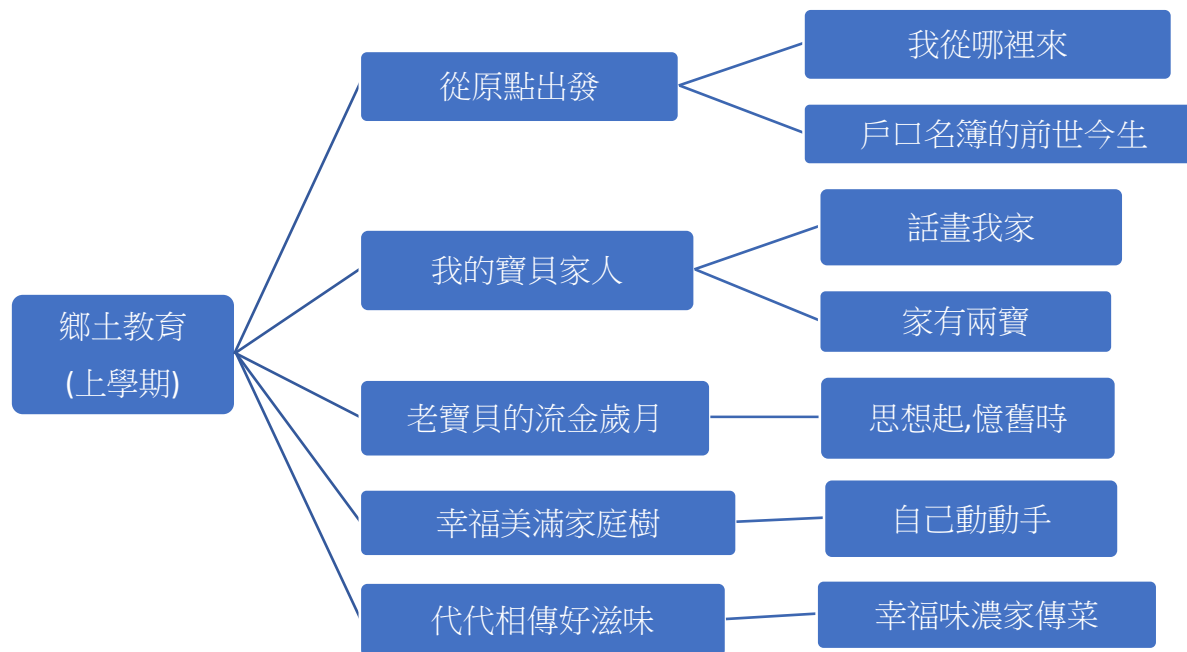 鄉土教育
(上學期)
從原點出發
我從哪裡來
戶口名簿的前世今生
我的寶貝家人
話畫我家
家有兩寶
老寶貝的流金歲月
思想起,憶舊時
幸福美滿家庭樹
自己動動手
代代相傳好滋味
幸福味濃家傳菜